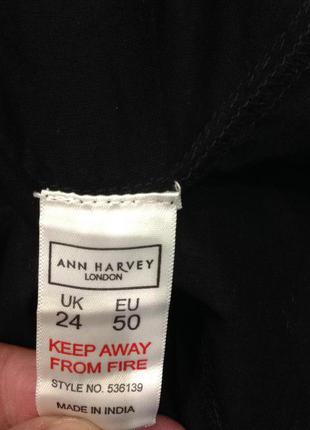 ANN HARVEY
LONDON
UK EU
24 50
KEEP AWAY
FROM FIRE
STYLE NO. 536139
MADE IN INDIA